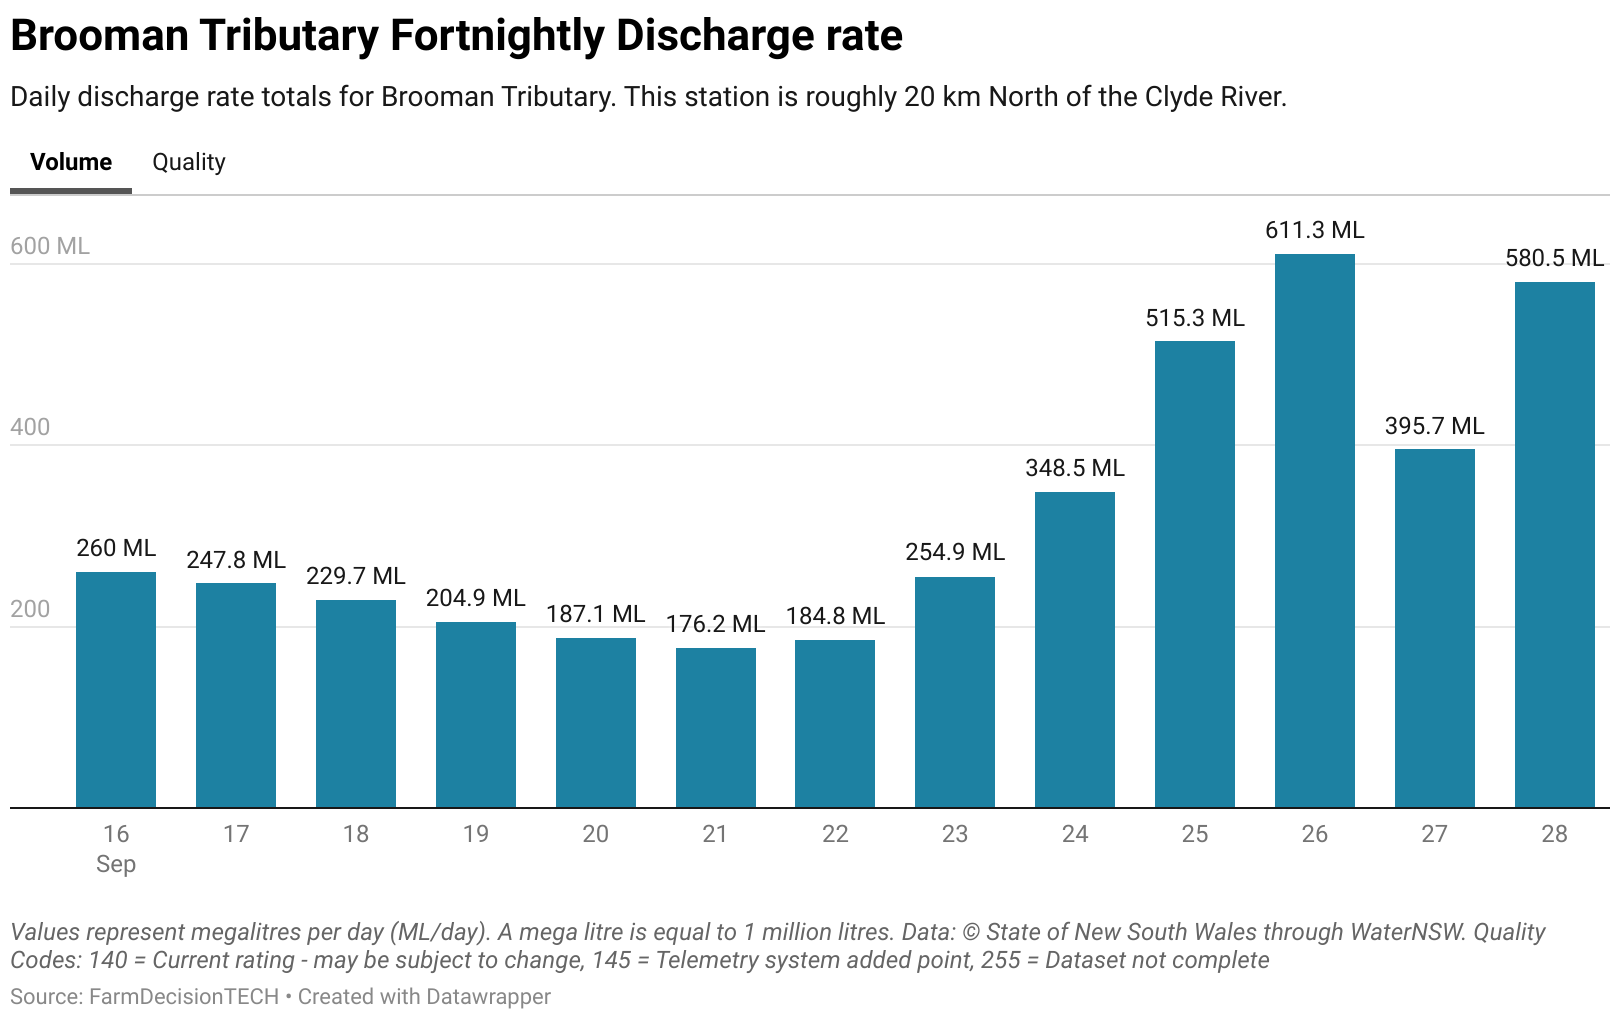 Brooman Tributary Fortnightly Discharge rate
Daily discharge rate totals for Brooman Tributary. This station is roughly 20 km North of the Clyde River.
Volume Quality
600 ML
400
200
260 ML
247.8 ML
229.7 ML
204.9 ML
187.1 ML
176.2 ML
184.8 ML
254.9 ML
348.5 ML
515.3 ML
611.3 ML
395.7 ML
580.5 ML
16 17 18 19 20 21 22 23 24 25 26 27 28
Sep
Values represent megalitres per day (ML/day). A mega litre is equal to 1 million litres. Data: © State of New South Wales through WaterNSW. Quality
Codes: 140 = Current rating - may be subject to change, 145 = Telemetry system added point, 255 = Dataset not complete
Source: FarmDecisionTECH • Created with Datawrapper